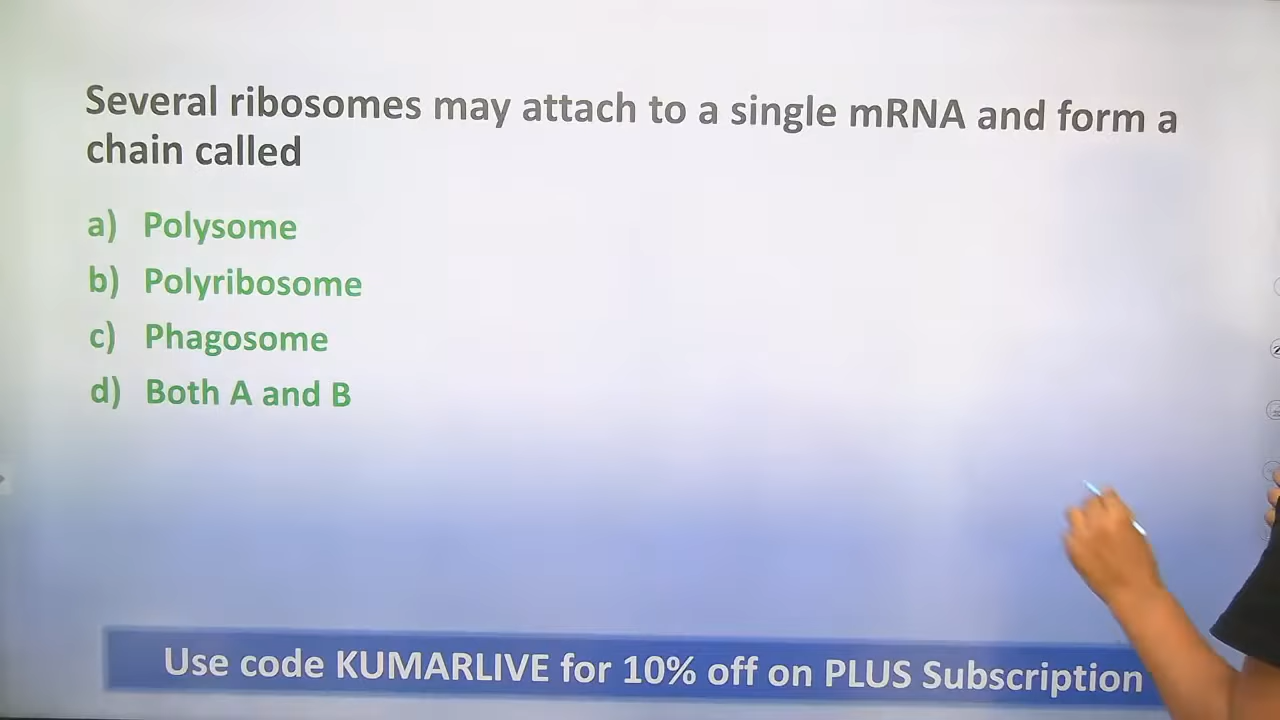 Several ribosomes may attach to a single mRNA and form a
chain called
a) Polysome
b) Polyribosome
c) Phagosome
d) Both A and B
Use code KUMARLIVE for 10% off on PLUS Subscription